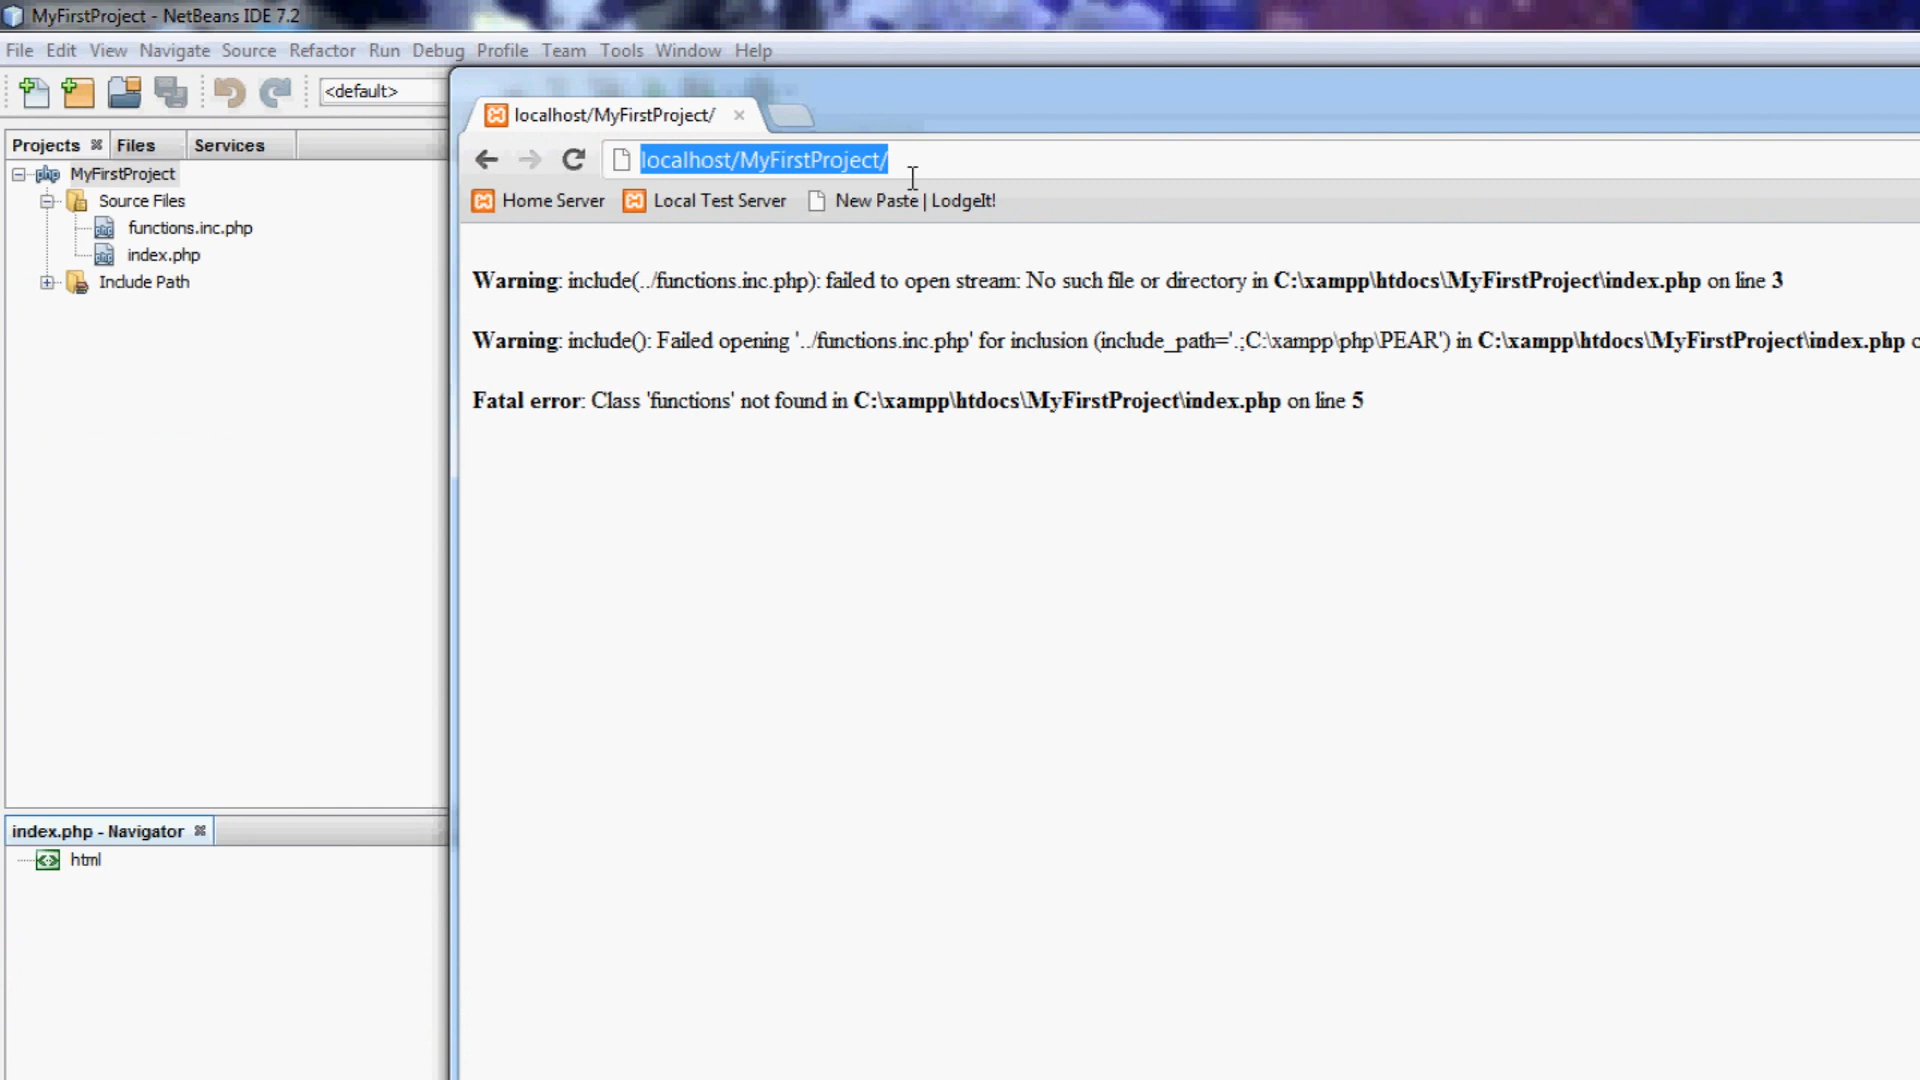 MyFirstProject - NetBeans IDE 7.2
File Edit View Navigate Source Refactor Run Debug Profile Team Tools Window Help
<default>
localhost/MyFirstProject/
Projects Files Services
localhost/MyFirstProject/
MyFirstProject
Home Server Local Test Server New Paste | LodgeIt!
Source Files
functions.inc.php
index.php
Include Path
Warning: include(../functions.inc.php): failed to open stream: No such file or directory in C:\xampp\htdocs\MyFirstProject\index.php on line 3
Warning: include(): Failed opening '../functions.inc.php' for inclusion (include_path='.;C:\xampp\php\PEAR') in C:\xampp\htdocs\MyFirstProject\index.php
Fatal error: Class 'functions' not found in C:\xampp\htdocs\MyFirstProject\index.php on line 5
index.php - Navigator
html